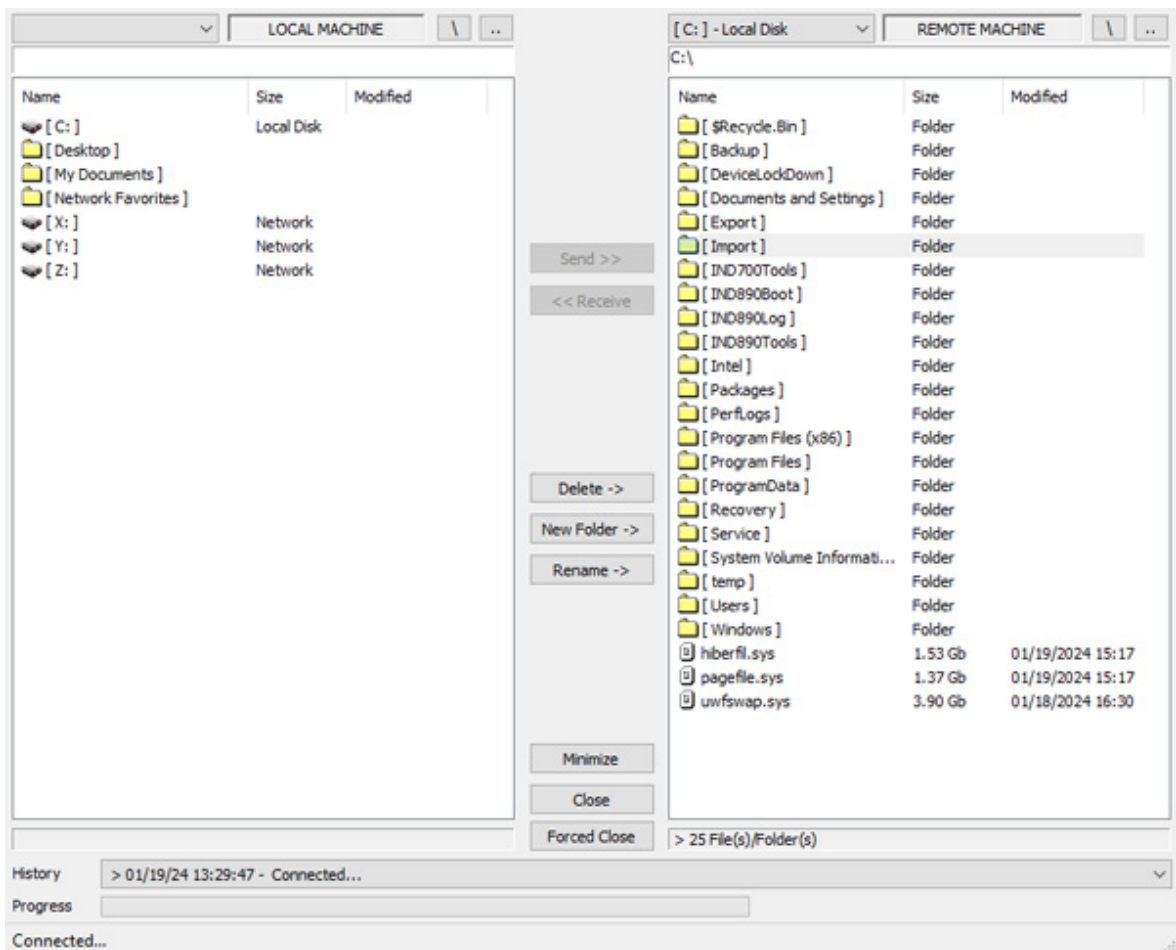 LOCAL MACHINE \ ..
Name Size Modified
[ C: ] Local Disk
[ Desktop ]
[ My Documents ]
[ Network Favorites ]
[ X: ] Network
[ Y: ] Network
[ Z: ] Network
Send >>
<< Receive
Delete ->
New Folder ->
Rename ->
Minimize
Close
Forced Close
[ C: ] - Local Disk REMOTE MACHINE \ ..
C:\
Name Size Modified
[ $Recycle.Bin ] Folder
[ Backup ] Folder
[ DeviceLockDown ] Folder
[ Documents and Settings ] Folder
[ Export ] Folder
[ Import ] Folder
[ IND700Tools ] Folder
[ IND890Boot ] Folder
[ IND890Log ] Folder
[ IND890Tools ] Folder
[ Intel ] Folder
[ Packages ] Folder
[ PerfLogs ] Folder
[ Program Files (x86) ] Folder
[ Program Files ] Folder
[ ProgramData ] Folder
[ Recovery ] Folder
[ Service ] Folder
[ System Volume Informati... Folder
[ temp ] Folder
[ Users ] Folder
[ Windows ] Folder
hiberfil.sys 1.53 Gb 01/19/2024 15:17
pagefile.sys 1.37 Gb 01/19/2024 15:17
uwfswap.sys 3.90 Gb 01/18/2024 16:30
> 25 File(s)/Folder(s)
History > 01/19/24 13:29:47 - Connected...
Progress
Connected...